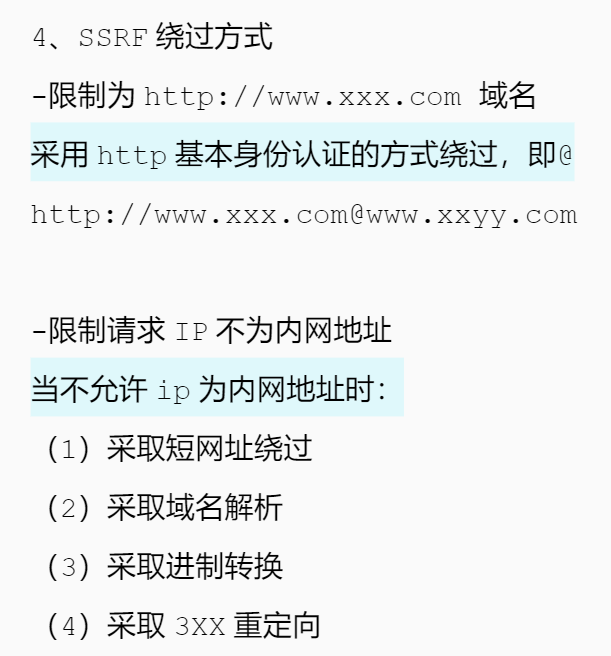 4、SSRF 绕过方式
-限制为 http://www.xxx.com 域名
采用 http 基本身份认证的方式绕过，即@
http://www.xxx.com@www.xxyy.com
-限制请求 IP 不为内网地址
当不允许 ip 为内网地址时：
（1）采取短网址绕过
（2）采取域名解析
（3）采取进制转换
（4）采取 3XX 重定向